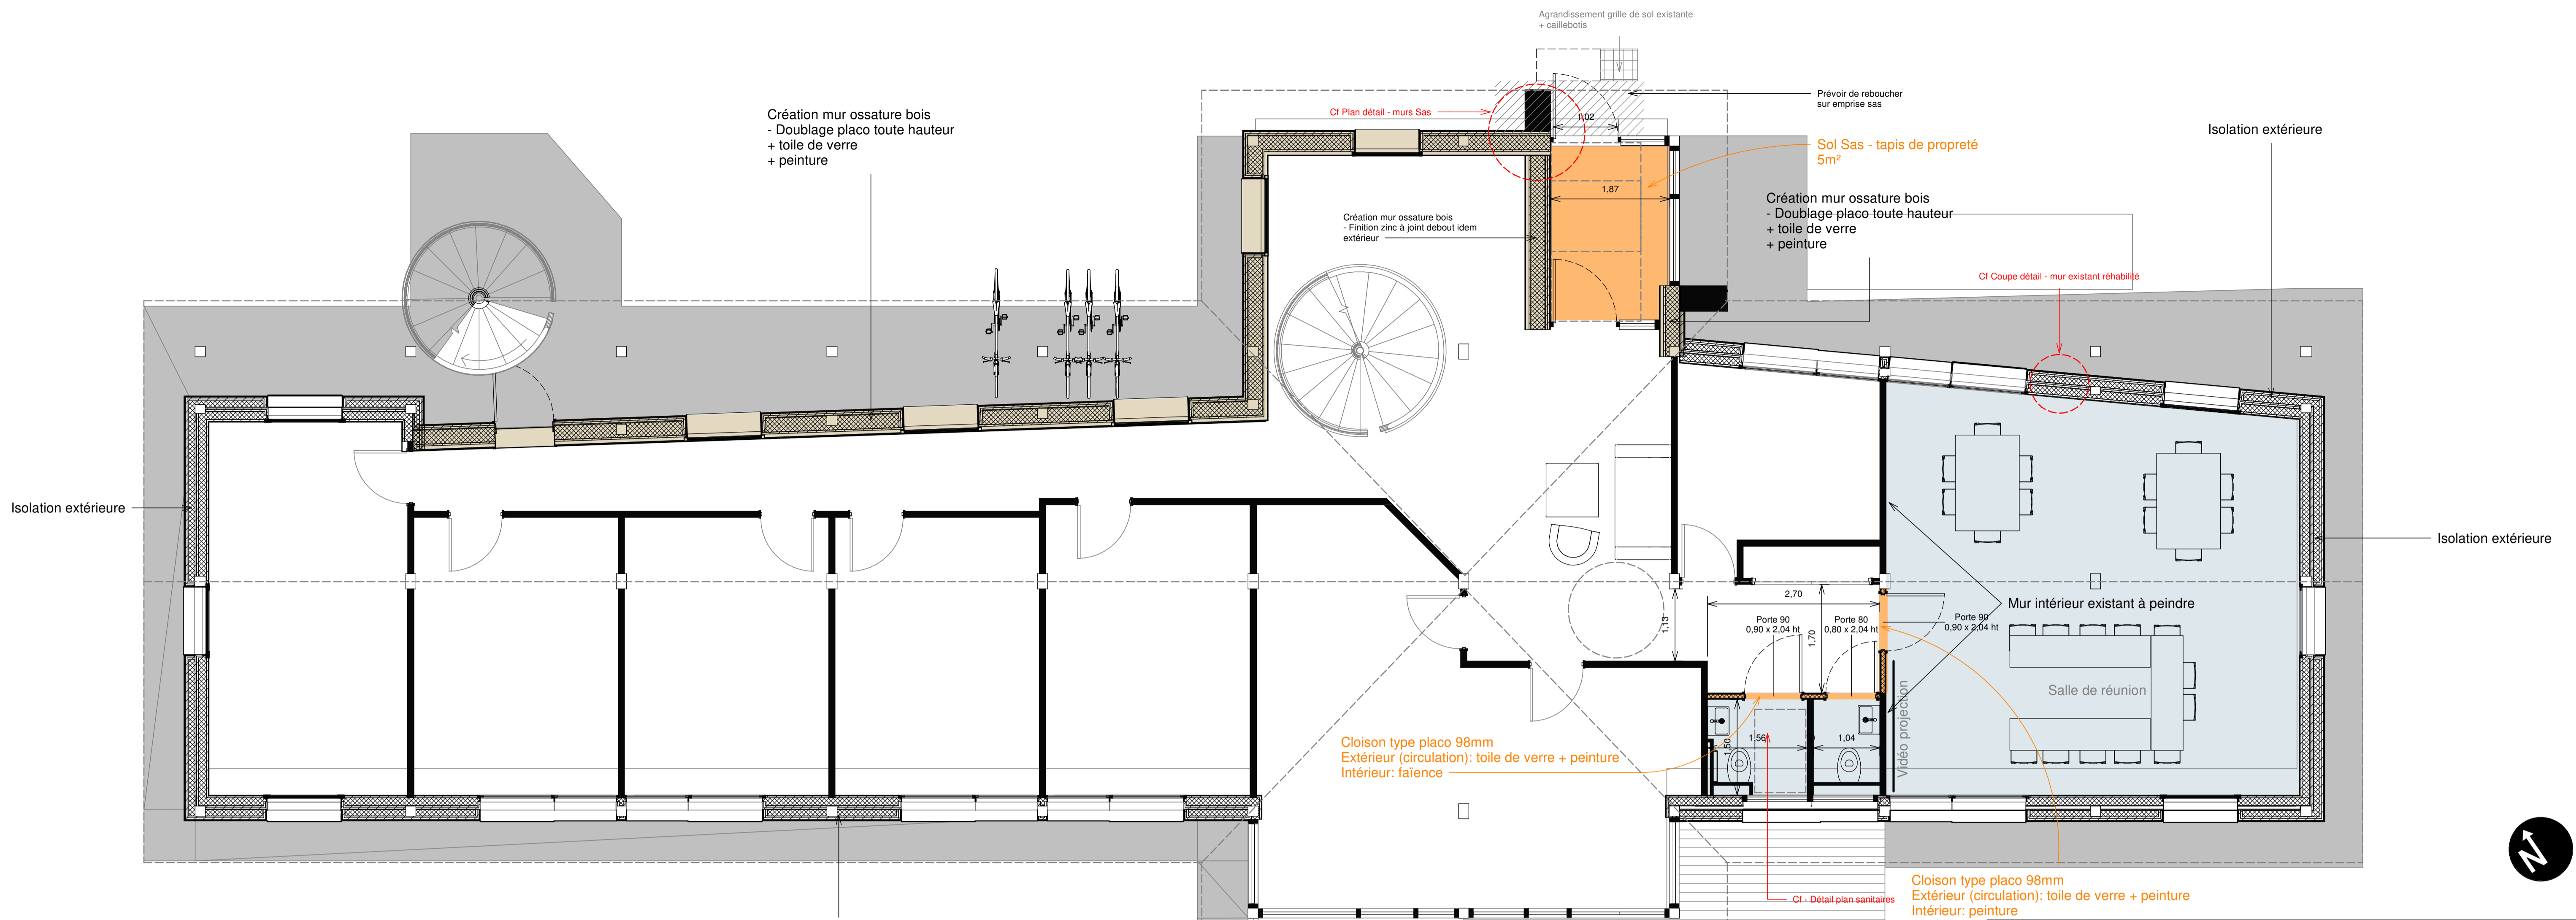 Agrandissement grille de sol existante
+ caillebotis
Création mur ossature bois
- Doublage placo toute hauteur
+ toile de verre
+ peinture
Cf Plan détail - murs Sas
1,02
Prévoir de reboucher
sur emprise sas
Isolation extérieure
Sol Sas - tapis de propreté
5m²
1,87
Création mur ossature bois
- Doublage placo toute hauteur
+ toile de verre
+ peinture
Création mur ossature bois
- Finition zinc à joint debout idem
extérieur
Cf Coupe détail - mur existant réhabilité
Isolation extérieure
Isolation extérieure
2,70
1,13
1,70
Porte 90
0,90 x 2,04 ht
Porte 80
0,80 x 2,04 ht
Porte 90
0,90 x 2,04 ht
Mur intérieur existant à peindre
Salle de réunion
Vidéo projection
1,50
1,56
1,04
Cloison type placo 98mm
Extérieur (circulation): toile de verre + peinture
Intérieur: faïence
Cf - Détail plan sanitaires
Cloison type placo 98mm
Extérieur (circulation): toile de verre + peinture
Intérieur: peinture
N